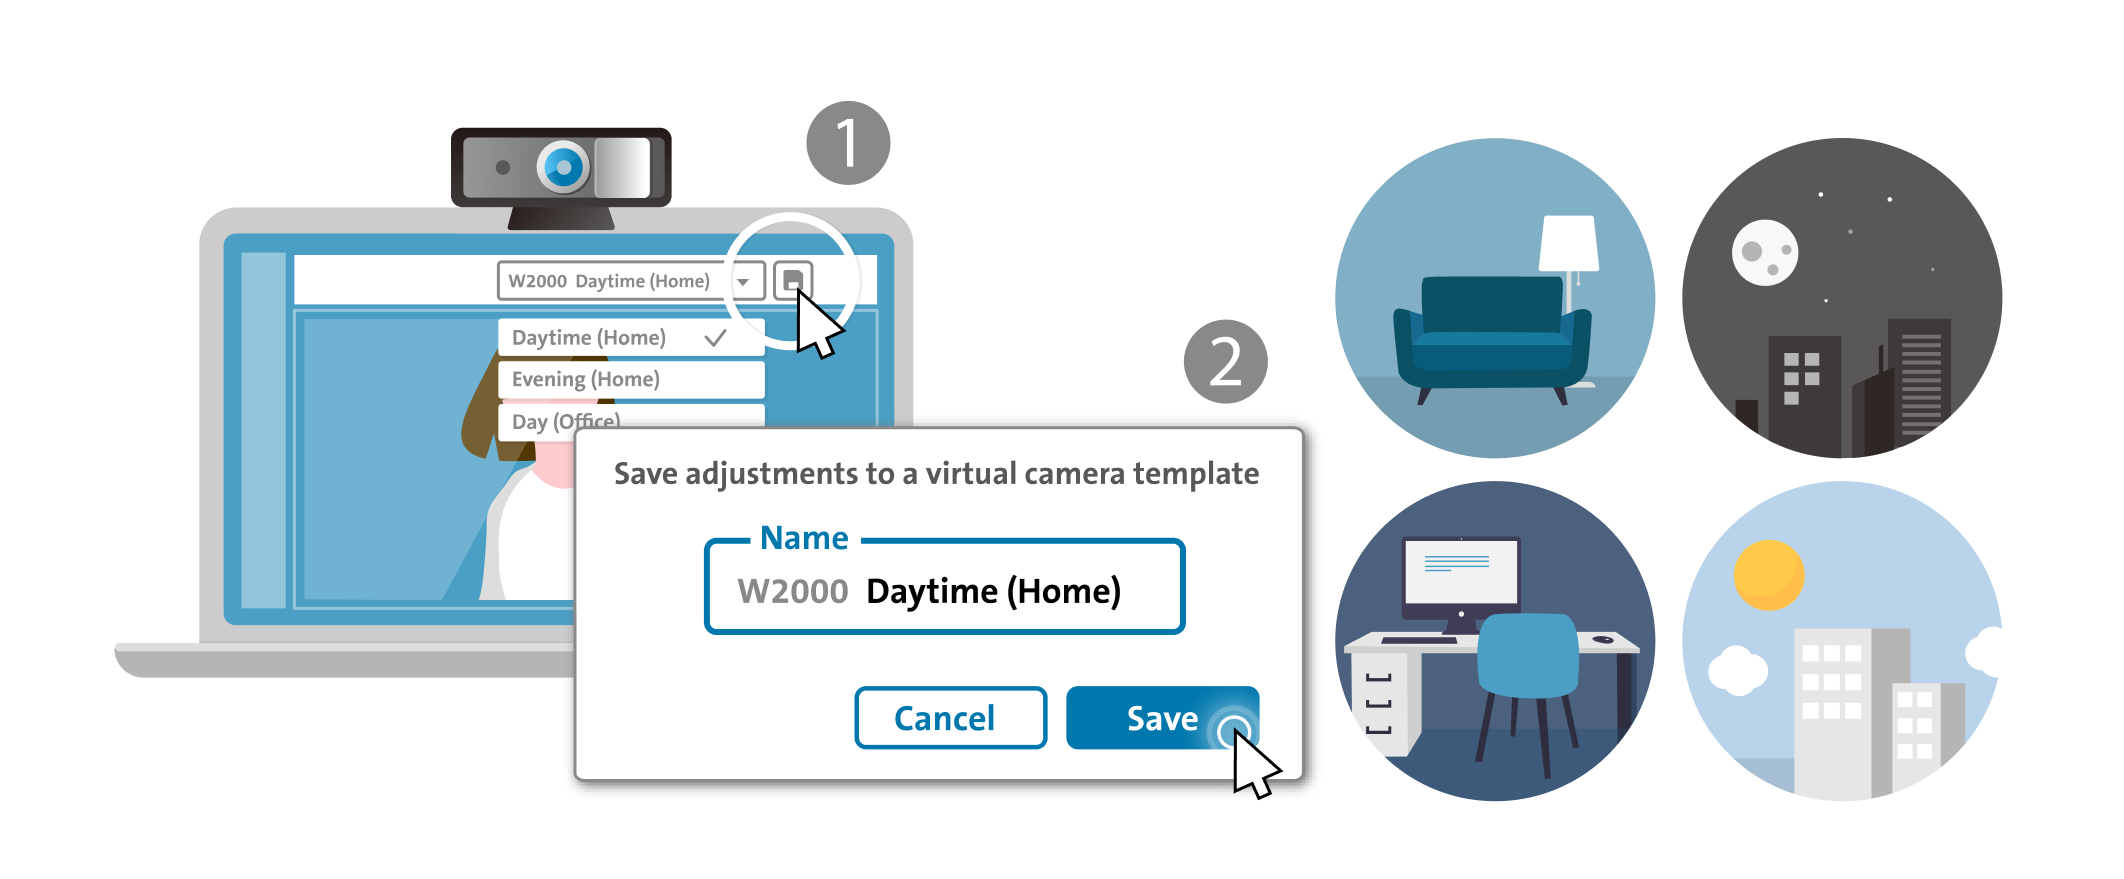 1
W2000 Daytime (Home)
Daytime (Home)
Evening (Home)
Day (Office)
2
Save adjustments to a virtual camera template
Name
W2000 Daytime (Home)
Cancel
Save